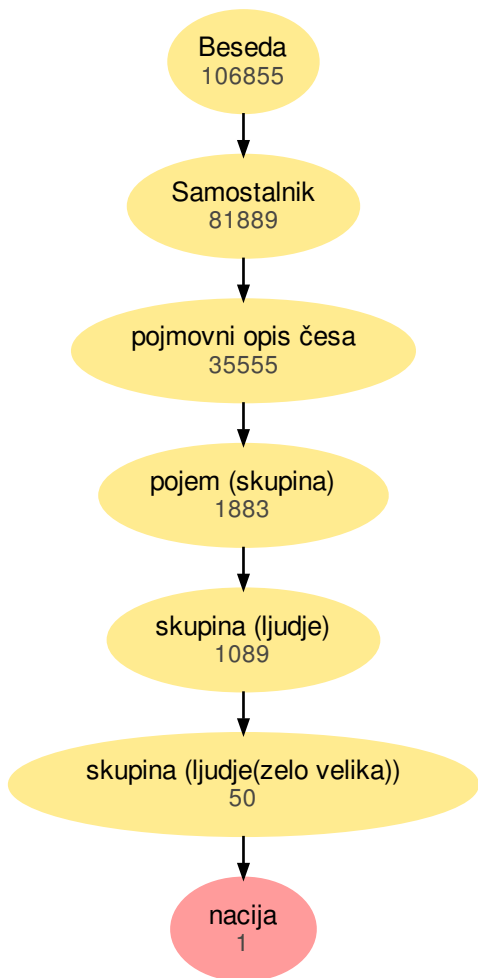 Beseda
106855
Samostalnik
81889
pojmovni opis česa
35555
pojem (skupina)
1883
skupina (ljudje)
1089
skupina (ljudje(zelo velika))
50
nacija
1